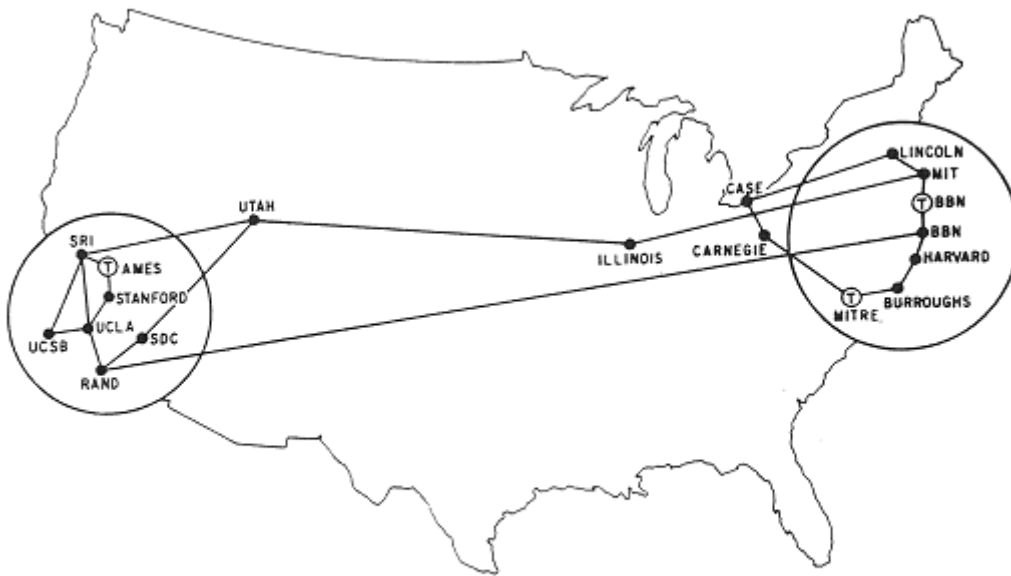 LINCOLN
MIT
CASE
T BBN
UTAH
BBN
SRI
ILLINOIS
CARNEGIE
HARVARD
T AMES
STANFORD
T
BURROUGHS
MITRE
UCLA
SDC
UCSB
RAND